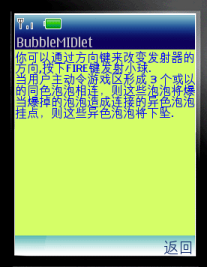 BubbleMIDlet
你可以通过方向键来改变发射器的
方向,按下FIRE键发射小球.
当用户主动令游戏区形成 3 个或以
的同色泡泡相连，则这些泡泡将爆
当爆掉的泡泡造成连接的异色泡泡
挂点，则这些异色泡泡将下坠.
返回